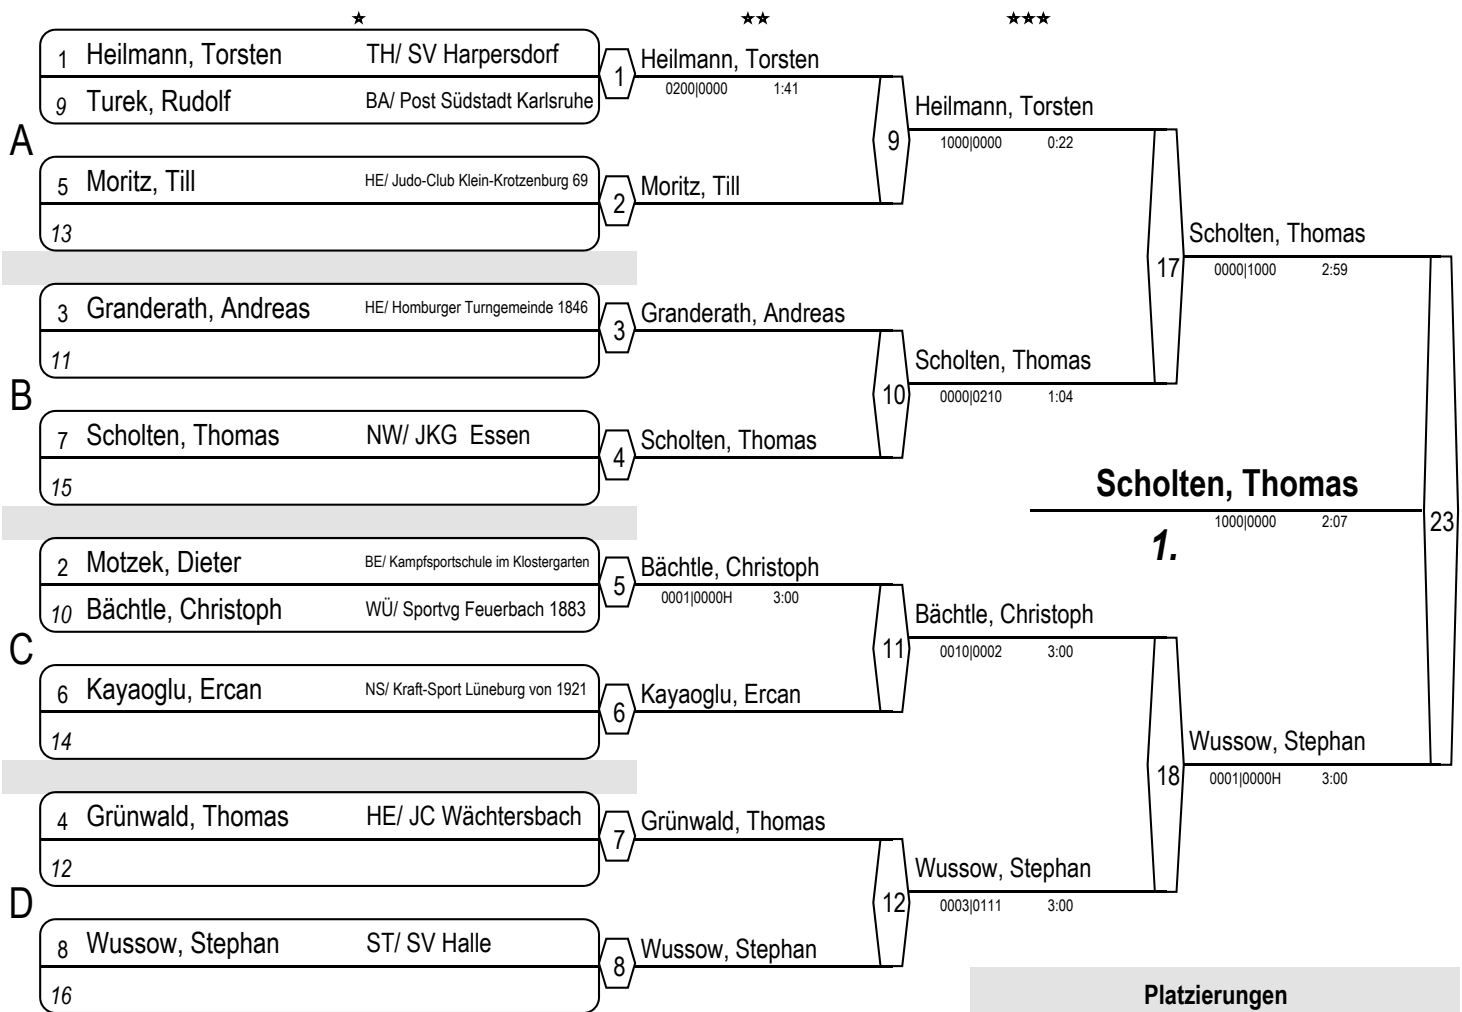 ★ ★★ ★★★
1 Heilmann, Torsten TH/ SV Harpersdorf
9 Turek, Rudolf BA/ Post Südstadt Karlsruhe
1 Heilmann, Torsten
0200|0000 1:41
A
5 Moritz, Till HE/ Judo-Club Klein-Krotzenburg 69
13
2 Moritz, Till
9 Heilmann, Torsten
1000|0000 0:22
3 Granderath, Andreas HE/ Homburger Turngemeinde 1846
11
3 Granderath, Andreas
B
7 Scholten, Thomas NW/ JKG Essen
15
4 Scholten, Thomas
10 Scholten, Thomas
0000|0210 1:04
17 Scholten, Thomas
0000|1000 2:59
2 Motzek, Dieter BE/ Kampfsportschule im Klostergarten
10 Bächtle, Christoph WÜ/ Sportvg Feuerbach 1883
5 Bächtle, Christoph
0001|0000H 3:00
C
6 Kayaoglu, Ercan NS/ Kraft-Sport Lüneburg von 1921
14
6 Kayaoglu, Ercan
11 Bächtle, Christoph
0010|0002 3:00
4 Grünwald, Thomas HE/ JC Wächtersbach
12
7 Grünwald, Thomas
D
8 Wussow, Stephan ST/ SV Halle
16
8 Wussow, Stephan
12 Wussow, Stephan
0003|0111 3:00
18 Wussow, Stephan
0001|0000H 3:00
23
Scholten, Thomas
1000|0000 2:07
1.
Platzierungen